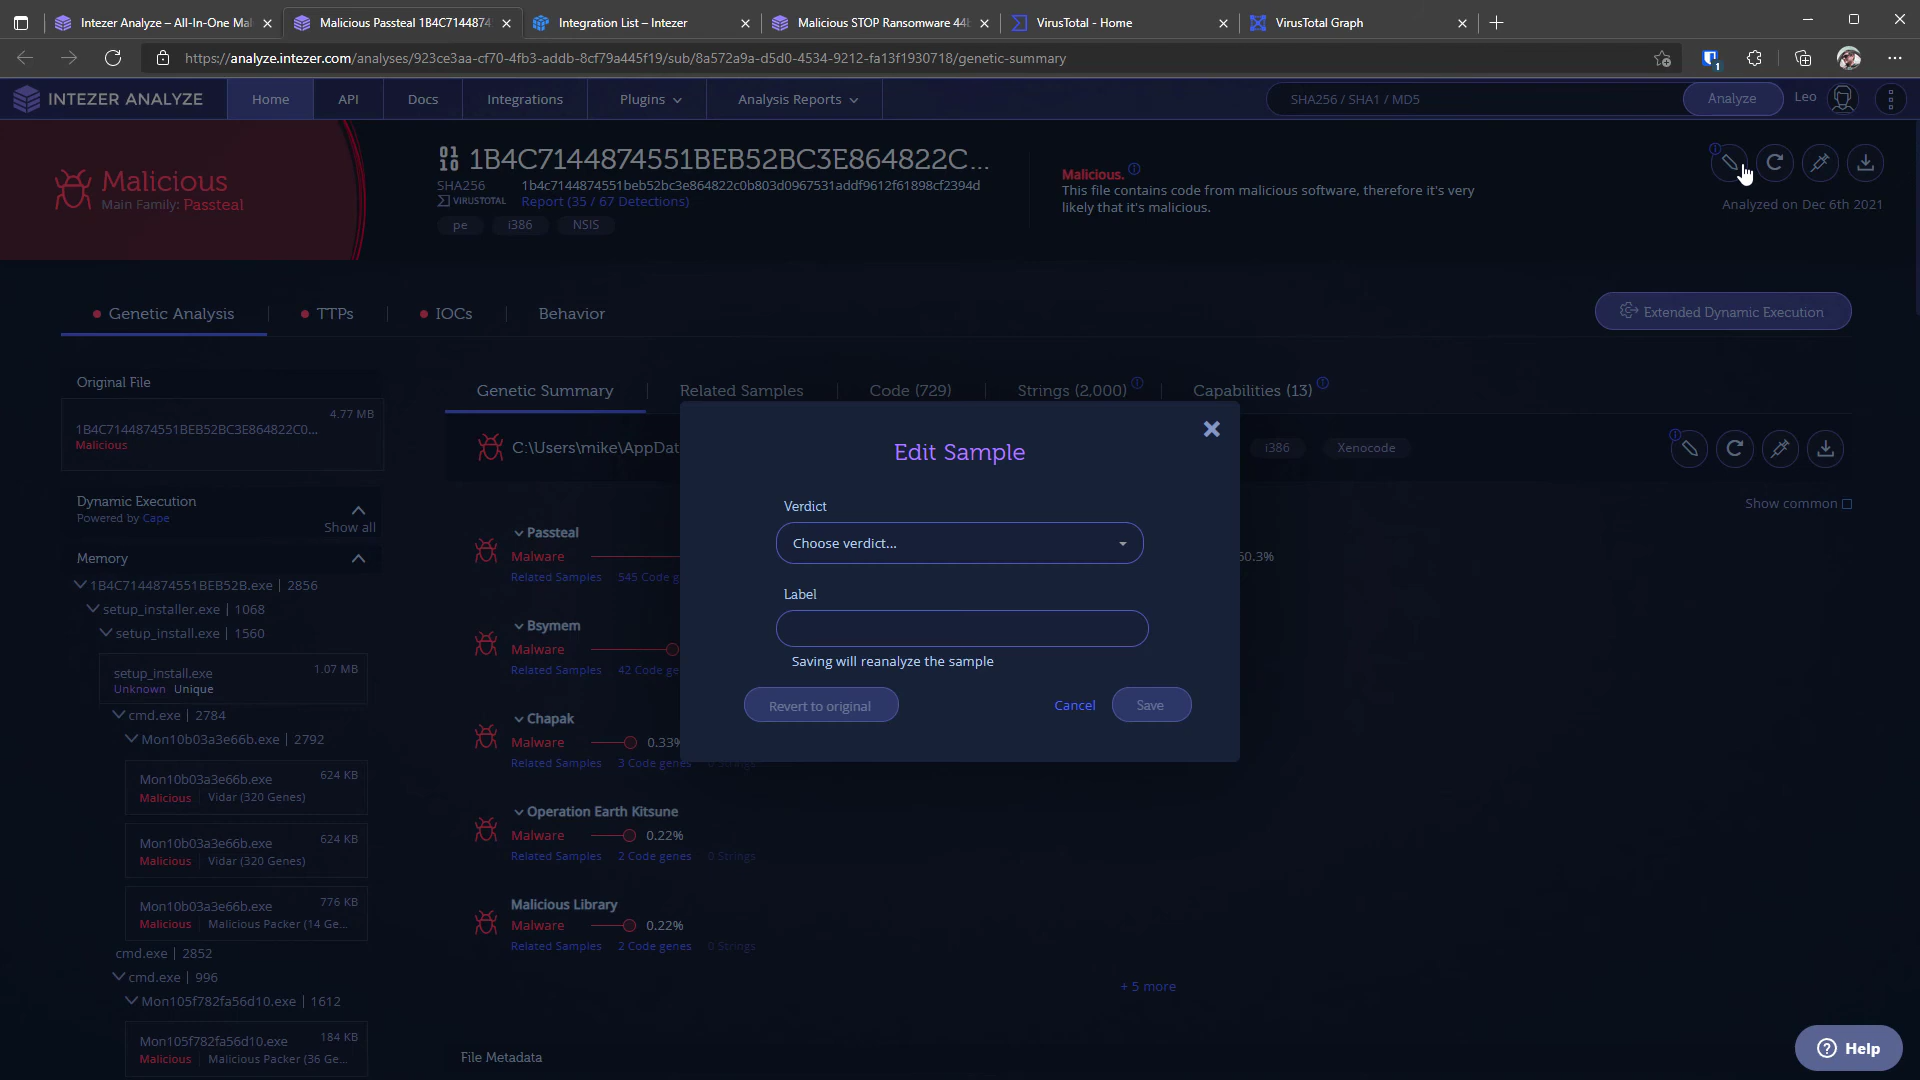 Intezer Analyze – All-In-One Mal
Malicious Passteal 1B4C7144874
Integration List – Intezer
Malicious STOP Ransomware 44b
VirusTotal - Home
VirusTotal Graph
https://analyze.intezer.com/analyses/923ce3aa-cf70-4fb3-addb-8cf79a445f19/sub/8a572a9a-d5d0-4534-9212-fa13f1930718/genetic-summary
INTEZER ANALYZE
Home
API
Docs
Integrations
Plugins
Analysis Reports
SHA256 / SHA1 / MD5
Analyze
Leo
Malicious
Main Family: Passteal
1B4C7144874551BEB52BC3E864822C...
SHA256 1b4c7144874551beb52bc3e864822c0b803d0967531addf9612f61898cf2394d
VIRUSTOTAL Report (35 / 67 Detections)
pe i386 NSIS
Malicious.
This file contains code from malicious software, therefore it's very
likely that it's malicious.
Analyzed on Dec 6th 2021
Genetic Analysis
TTPs
IOCs
Behavior
Extended Dynamic Execution
Original File
4.77 MB
1B4C7144874551BEB52BC3E864822C0...
Malicious
Dynamic Execution
Powered by Cape
Show all
Memory
1B4C7144874551BEB52B.exe | 2856
setup_installer.exe | 1068
setup_install.exe | 1560
setup_install.exe 1.07 MB
Unknown Unique
cmd.exe | 2784
Mon10b03a3e66b.exe | 2792
Mon10b03a3e66b.exe 624 KB
Malicious Vidar (320 Genes)
Mon10b03a3e66b.exe 624 KB
Malicious Vidar (320 Genes)
Mon10b03a3e66b.exe 776 KB
Malicious Malicious Packer (14 Ge...
cmd.exe | 2852
cmd.exe | 996
Mon105f782fa56d10.exe | 1612
Mon105f782fa56d10.exe 184 KB
Malicious Malicious Packer (36 Ge...
Genetic Summary
Related Samples
Code (729)
Strings (2,000)
Capabilities (13)
C:\Users\mike\AppDat
i386 Xenocode
Show common
Passteal
Malware
Related Samples 545 Code g
Bsymem
Malware
Related Samples 42 Code ge
Chapak
Malware 0.33%
Related Samples 3 Code genes 0 Strings
Operation Earth Kitsune
Malware 0.22%
Related Samples 2 Code genes 0 Strings
Malicious Library
Malware 0.22%
Related Samples 2 Code genes 0 Strings
+ 5 more
File Metadata
Edit Sample
Verdict
Choose verdict...
Label
Saving will reanalyze the sample
Revert to original
Cancel
Save
Help